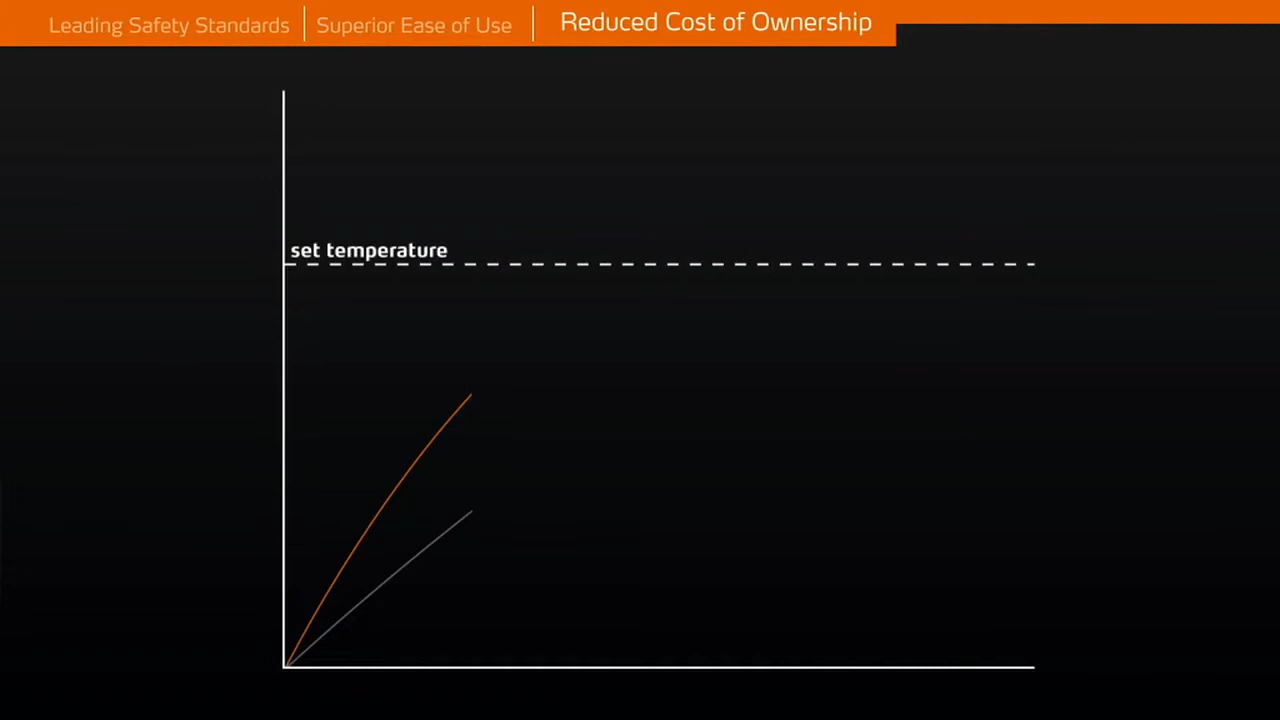 Leading Safety Standards
Superior Ease of Use
Reduced Cost of Ownership
set temperature